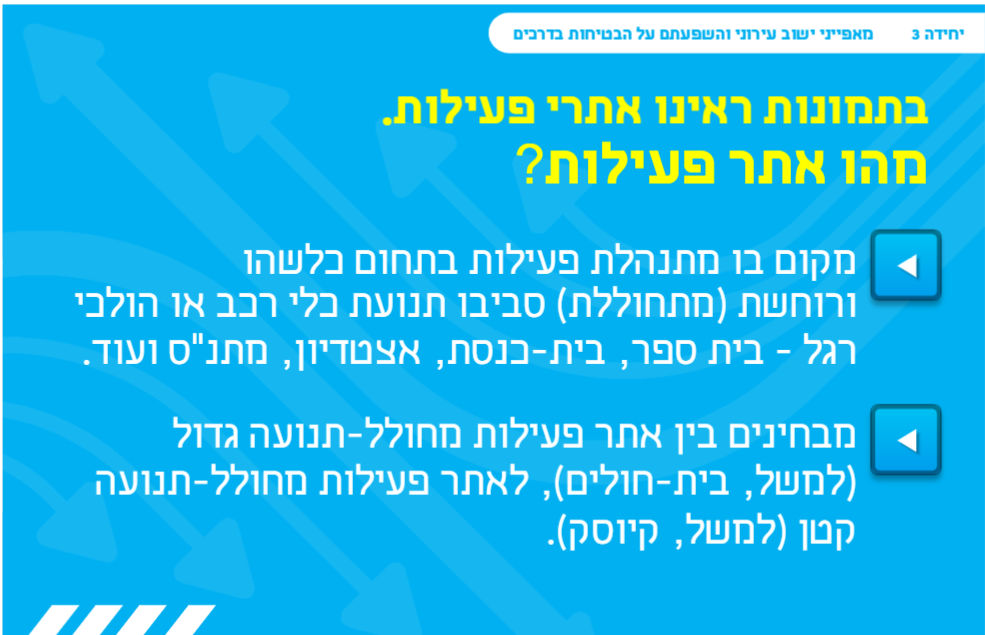 יחידה 3 מאפייני ישוב עירוני והשפעתם על הבטיחות בדרכים
בתמונות ראינו אתרי פעילות.
מהו אתר פעילות?
מקום בו מתנהלת פעילות בתחום כלשהו
ורוחשת (מתחוללת) סביבו תנועת כלי רכב או הולכי
רגל - בית ספר, בית-כנסת, אצטדיון, מתנ"ס ועוד.
מבחינים בין אתר פעילות מחולל-תנועה גדול
(למשל, בית-חולים), לאתר פעילות מחולל-תנועה
קטן (למשל, קיוסק).